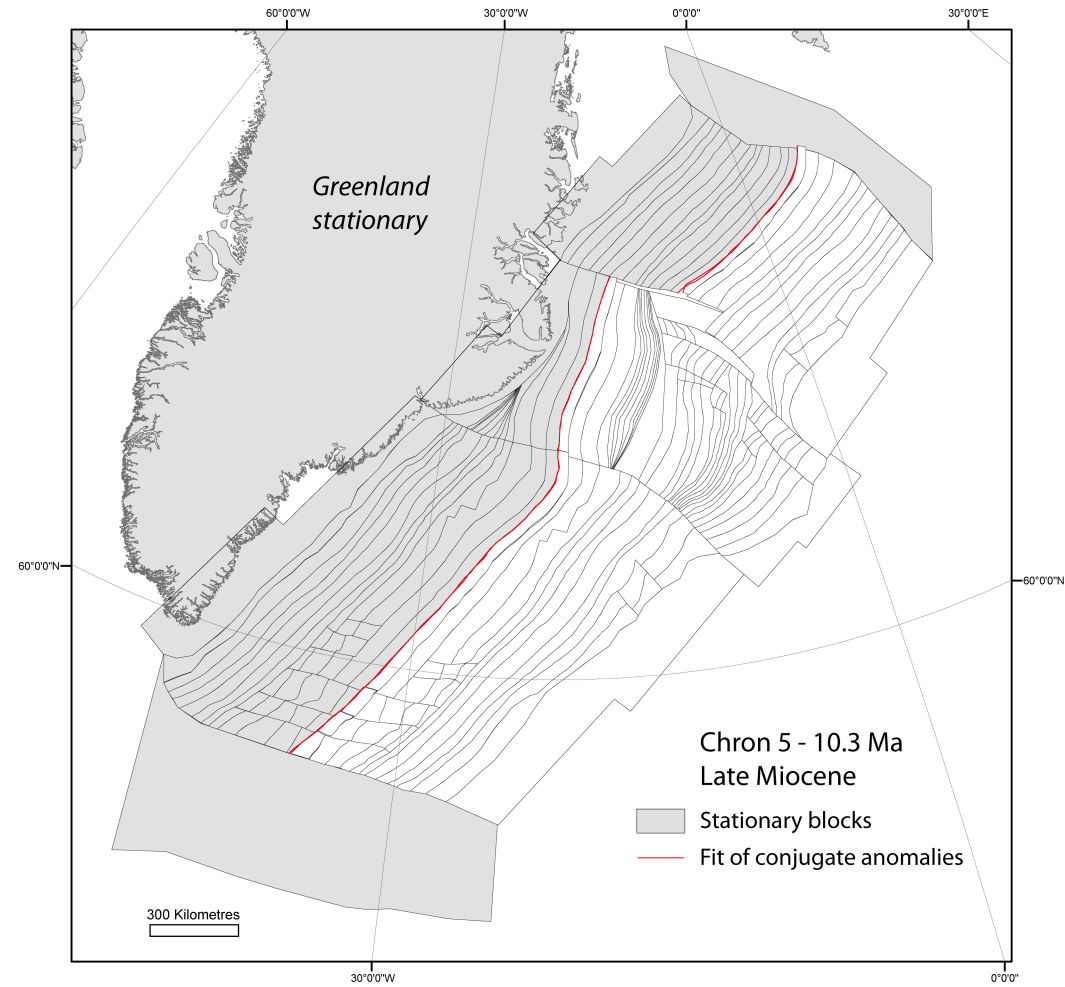 60°0'0"W
30°0'0"W
0°0'0"
30°0'0"E
Greenland
stationary
60°0'0"N
60°0'0"N
Chron 5 - 10.3 Ma
Late Miocene
Stationary blocks
Fit of conjugate anomalies
300 Kilometres
30°0'0"W
0°0'0"